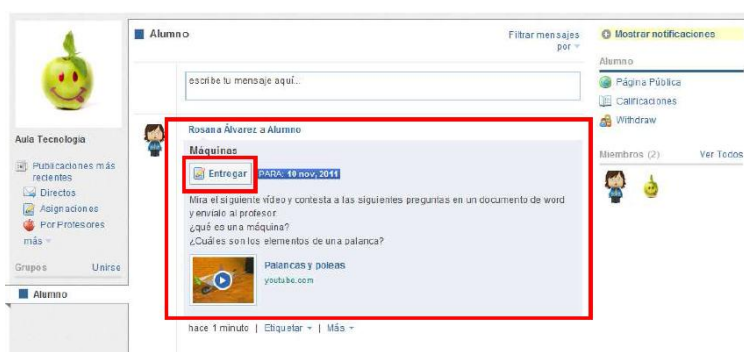 Aula Tecnologia
Publicaciones más
recientes
Directos
Asignaciones
Por Profesores
más
Grupos Unirse
Alumno
Alumno
Filtrar mensajes
por
escribe tu mensaje aquí...
Rosana Álvarez a Alumno
Máquinas
Entregar PARA: 10 nov, 2011
Mira el siguiente vídeo y contesta a las siguientes preguntas en un documento de word
y envíalo al profesor.
¿qué es una máquina?
¿Cuáles son los elementos de una palanca?
Palancas y poleas
youtube.com
hace 1 minuto | Etiquetar | Más
Mostrar notificaciones
Alumno
Página Pública
Calificaciones
Withdraw
Miembros (2) Ver Todos